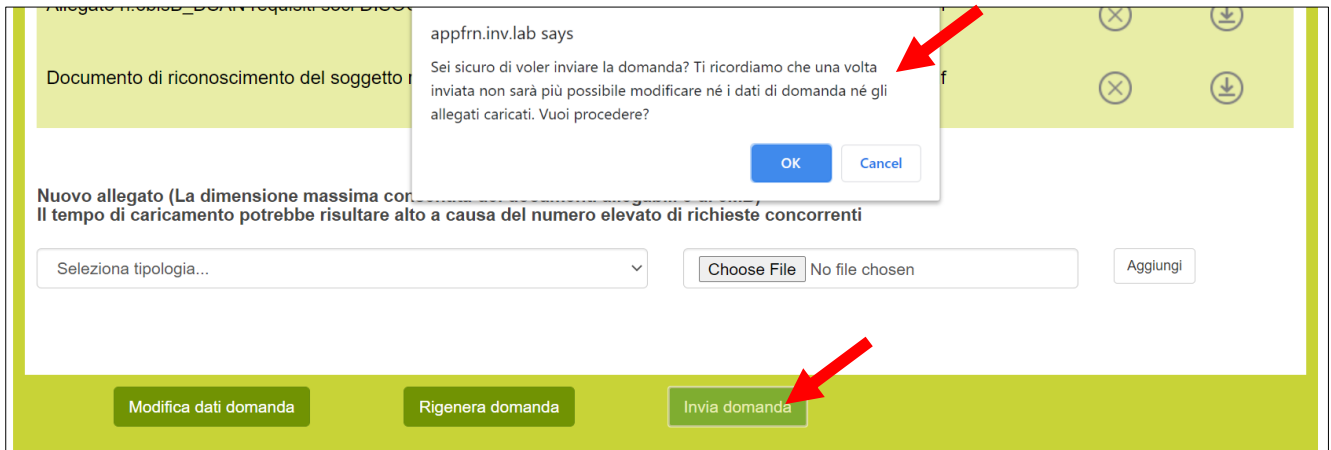 appfrn.inv.lab says
Documento di riconoscimento del soggetto
f
Sei sicuro di voler inviare la domanda? Ti ricordiamo che una volta
inviata non sarà più possibile modificare né i dati di domanda né gli
allegati caricati. Vuoi procedere?
OK Cancel
Nuovo allegato (La dimensione massima
Il tempo di caricamento potrebbe risultare alto a causa del numero elevato di richieste concorrenti
Seleziona tipologia... Choose File No file chosen Aggiungi
Modifica dati domanda Rigenera domanda Invia domanda